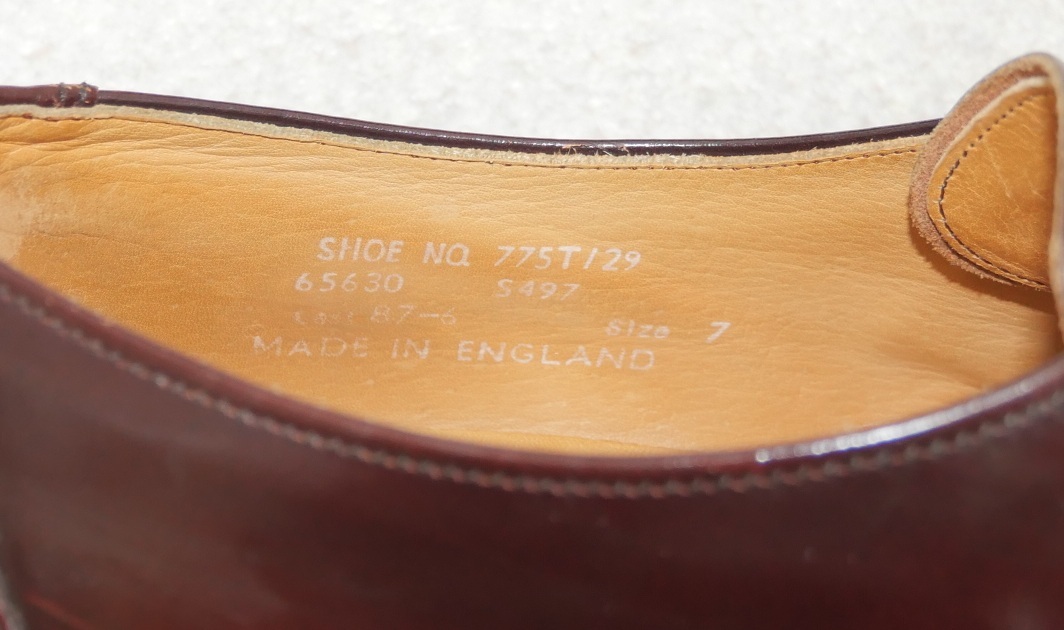 SHOE NO. 775T/29
65630 S497
87-6 Size 7
MADE IN ENGLAND